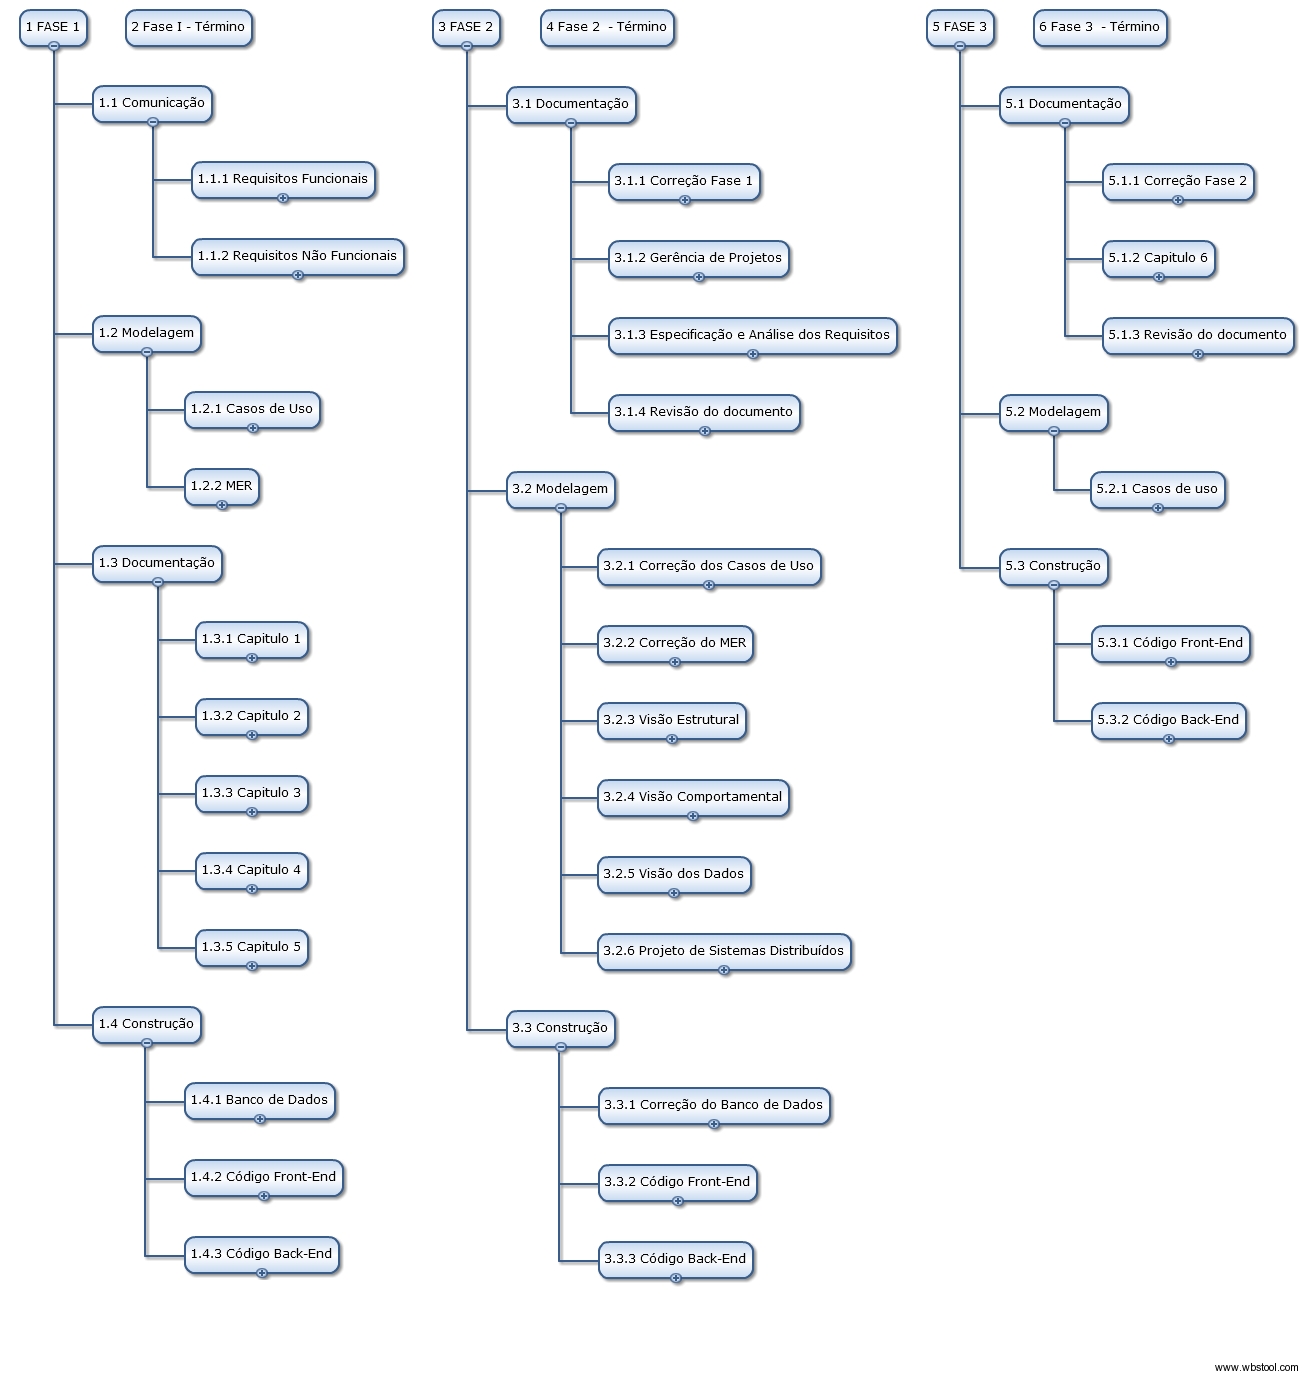 1 FASE 1
2 Fase I - Término
1.1 Comunicação
1.1.1 Requisitos Funcionais
1.1.2 Requisitos Não Funcionais
1.2 Modelagem
1.2.1 Casos de Uso
1.2.2 MER
1.3 Documentação
1.3.1 Capitulo 1
1.3.2 Capitulo 2
1.3.3 Capitulo 3
1.3.4 Capitulo 4
1.3.5 Capitulo 5
1.4 Construção
1.4.1 Banco de Dados
1.4.2 Código Front-End
1.4.3 Código Back-End
3 FASE 2
4 Fase 2  - Término
3.1 Documentação
3.1.1 Correção Fase 1
3.1.2 Gerência de Projetos
3.1.3 Especificação e Análise dos Requisitos
3.1.4 Revisão do documento
3.2 Modelagem
3.2.1 Correção dos Casos de Uso
3.2.2 Correção do MER
3.2.3 Visão Estrutural
3.2.4 Visão Comportamental
3.2.5 Visão dos Dados
3.2.6 Projeto de Sistemas Distribuídos
3.3 Construção
3.3.1 Correção do Banco de Dados
3.3.2 Código Front-End
3.3.3 Código Back-End
5 FASE 3
6 Fase 3  - Término
5.1 Documentação
5.1.1 Correção Fase 2
5.1.2 Capitulo 6
5.1.3 Revisão do documento
5.2 Modelagem
5.2.1 Casos de uso
5.3 Construção
5.3.1 Código Front-End
5.3.2 Código Back-End
www.wbstool.com